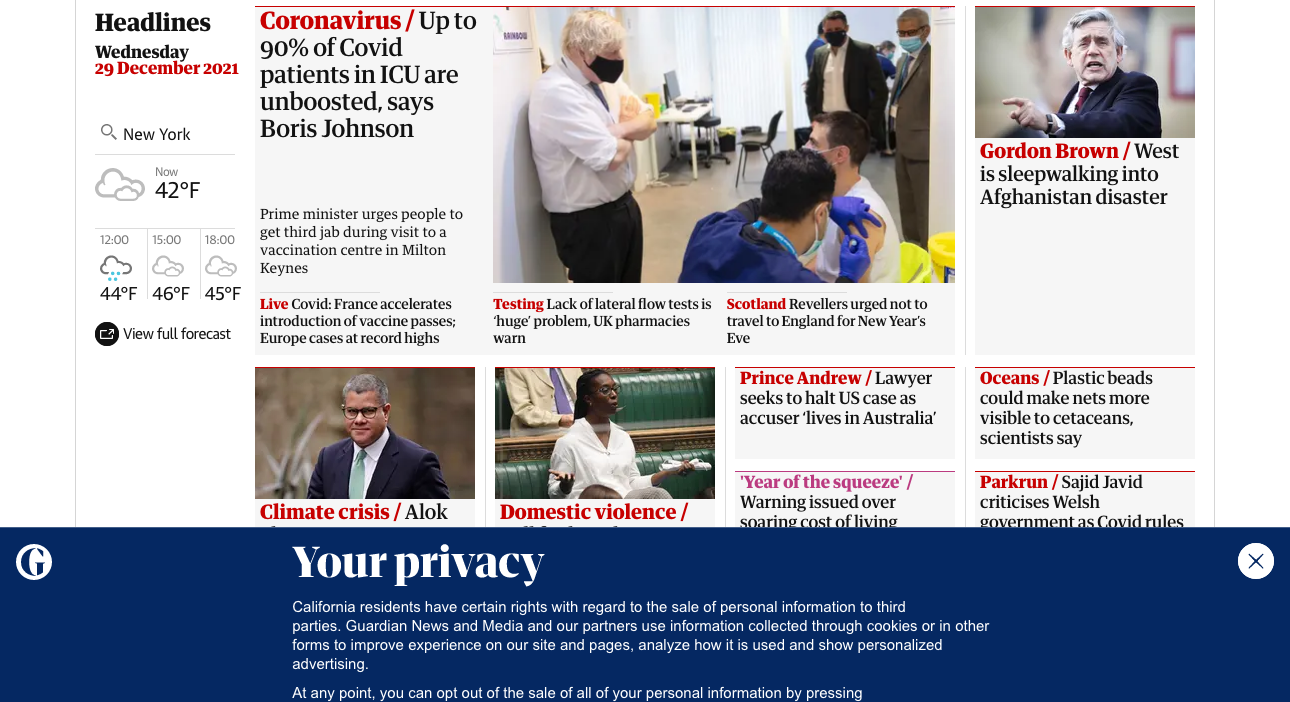 Headlines
Wednesday
29 December 2021
New York
Now
42°F
12:00
15:00
18:00
44°F
46°F
45°F
View full forecast
Coronavirus / Up to
90% of Covid
patients in ICU are
unboosted, says
Boris Johnson
Prime minister urges people to
get third jab during visit to a
vaccination centre in Milton
Keynes
RAINBOW
Live Covid: France accelerates
introduction of vaccine passes;
Europe cases at record highs
Testing Lack of lateral flow tests is
‘huge’ problem, UK pharmacies
warn
Scotland Revellers urged not to
travel to England for New Year’s
Eve
Gordon Brown / West
is sleepwalking into
Afghanistan disaster
Climate crisis / Alok
Domestic violence /
Prince Andrew / Lawyer
seeks to halt US case as
accuser ‘lives in Australia’
'Year of the squeeze' /
Warning issued over
soaring cost of living
Oceans / Plastic beads
could make nets more
visible to cetaceans,
scientists say
Parkrun / Sajid Javid
criticises Welsh
government as Covid rules
Your privacy
California residents have certain rights with regard to the sale of personal information to third
parties. Guardian News and Media and our partners use information collected through cookies or in other
forms to improve experience on our site and pages, analyze how it is used and show personalized
advertising.
At any point, you can opt out of the sale of all of your personal information by pressing